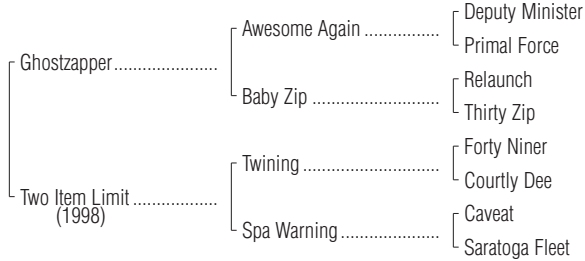 Deputy Minister
Awesome Again ................
Primal Force
Ghostzapper......................
Relaunch
Baby Zip ...........................
Thirty Zip
Forty Niner
Twining .............................
Courtly Dee
Two Item Limit ..................
(1998)
Caveat
Spa Warning .....................
Saratoga Fleet